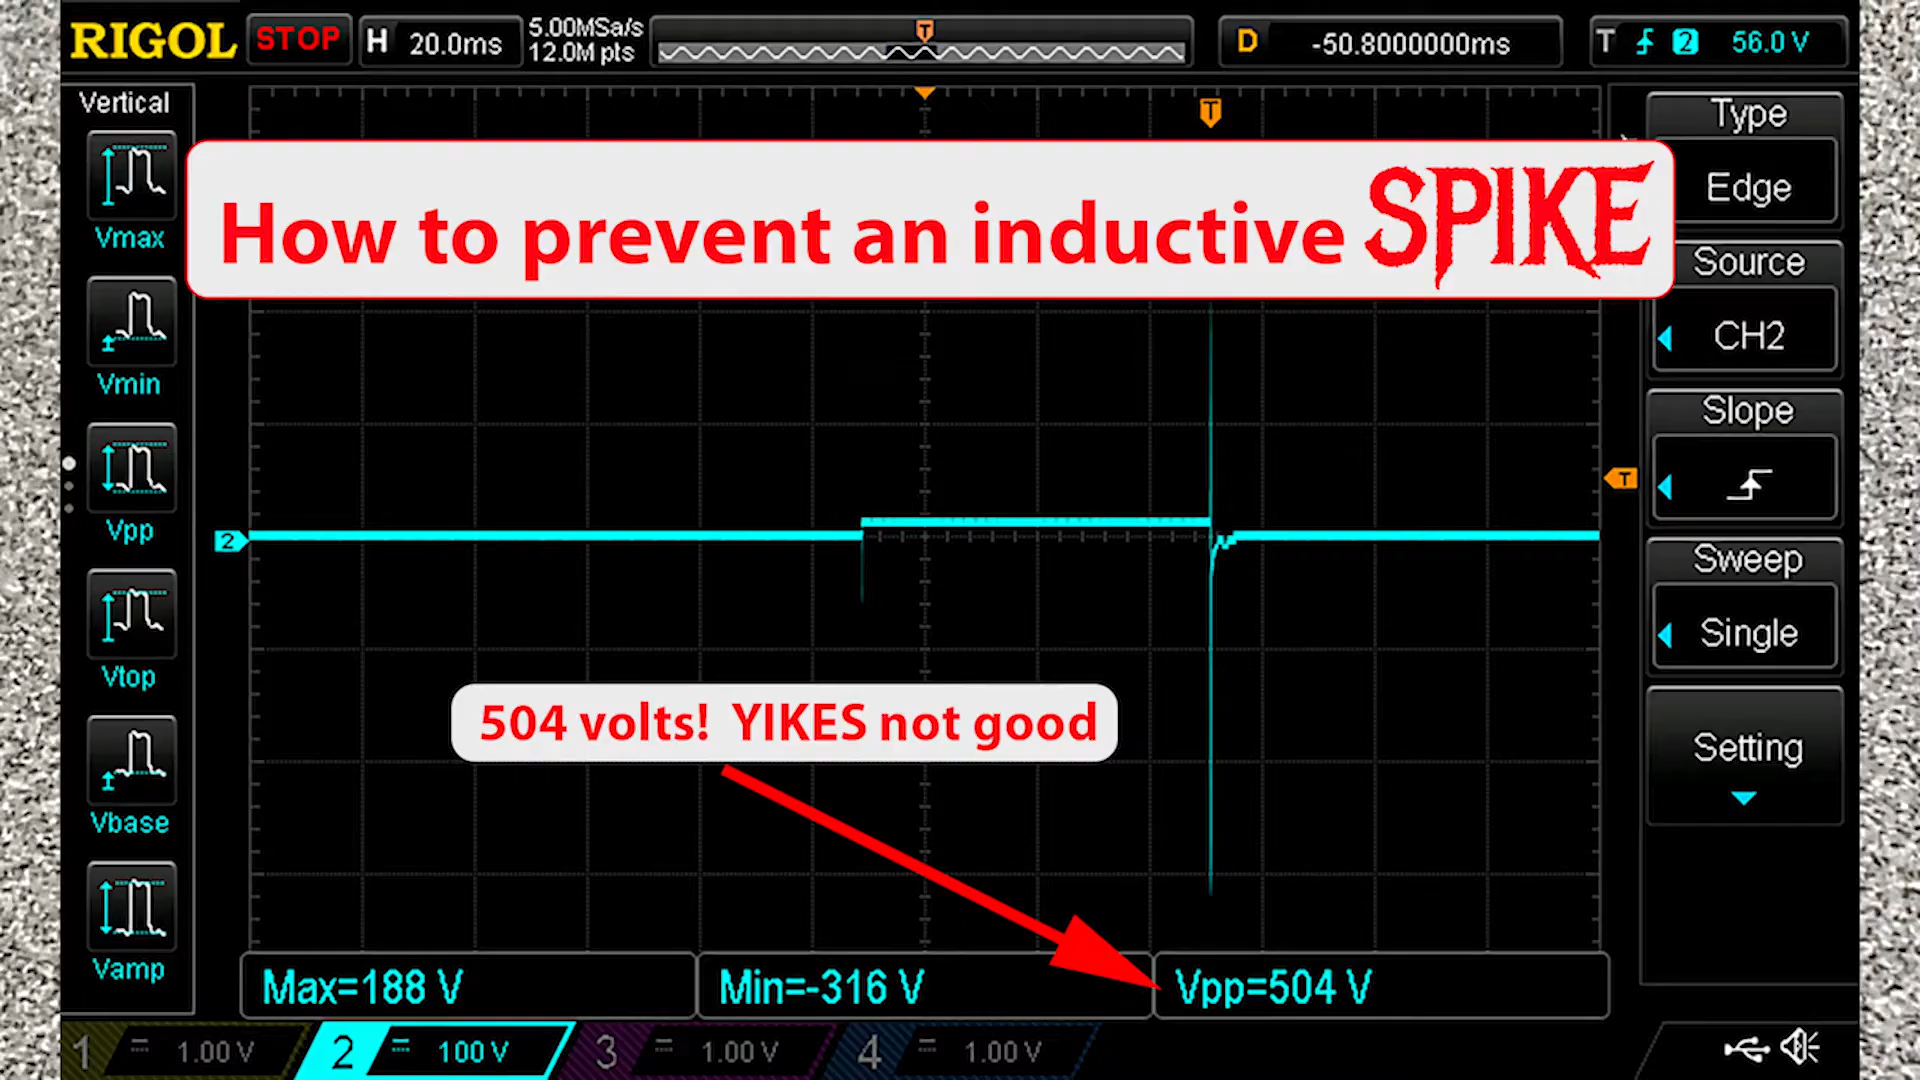 RIGOL STOP H 20.0ms 5.00MSa/s
12.0M pts
T
D -50.8000000ms T 2 56.0 V
Vertical
T
Vmax
Vmin
Vpp
Vtop
Vbase
Vamp
How to prevent an inductive SPIKE
2
504 volts! YIKES not good
T
Type
Edge
Source
CH2
Slope
Sweep
Single
Setting
Max=188 V Min=-316 V Vpp=504 V
1 1.00 V 2 100 V 3 1.00 V 4 1.00 V